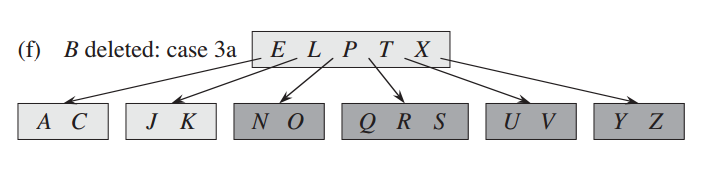 (f) B deleted: case 3a E L P T X
A C J K N O Q R S U V Y Z